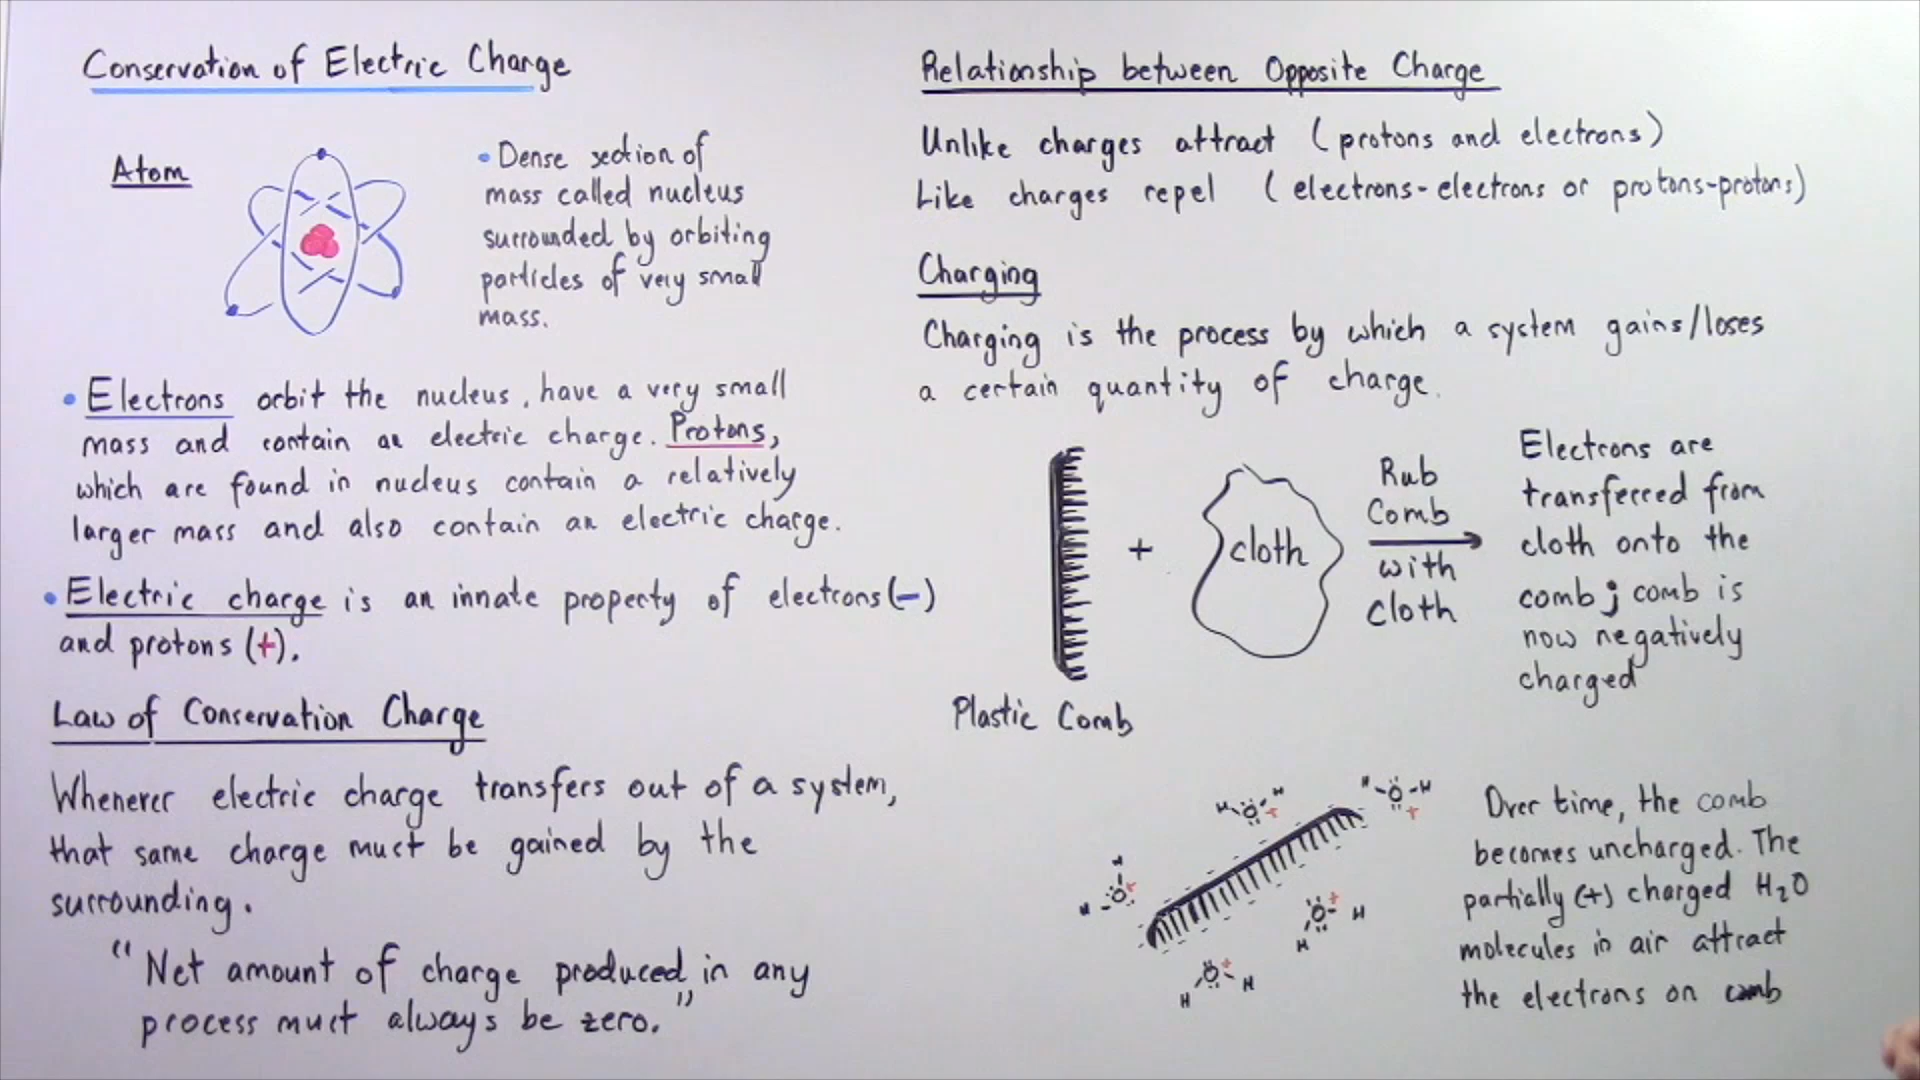 Conservation of Electric Charge
Atom
• Dense section of
mass called nucleus
surrounded by orbiting
particles of very small
mass.
• Electrons orbit the nucleus, have a very small
mass and contain an electric charge. Protons,
which are found in nucleus contain a relatively
larger mass and also contain an electric charge.
• Electric charge is an innate property of electrons (-)
and protons (+).
Law of Conservation Charge
Whenever electric charge transfers out of a system,
that same charge must be gained by the
surrounding.
"Net amount of charge produced in any
process must always be zero."
Relationship between Opposite Charge
Unlike charges attract (protons and electrons)
Like charges repel (electrons-electrons or protons-protons)
Charging
Charging is the process by which a system gains/loses
a certain quantity of charge.
+
cloth
Rub
Comb
with
cloth
Plastic Comb
Electrons are
transferred from
cloth onto the
comb; comb is
now negatively
charged
H O H +
H O H +
H O H +
H O H +
H O H +
Over time, the comb
becomes uncharged. The
partially (+) charged H2O
molecules in air attract
the electrons on comb